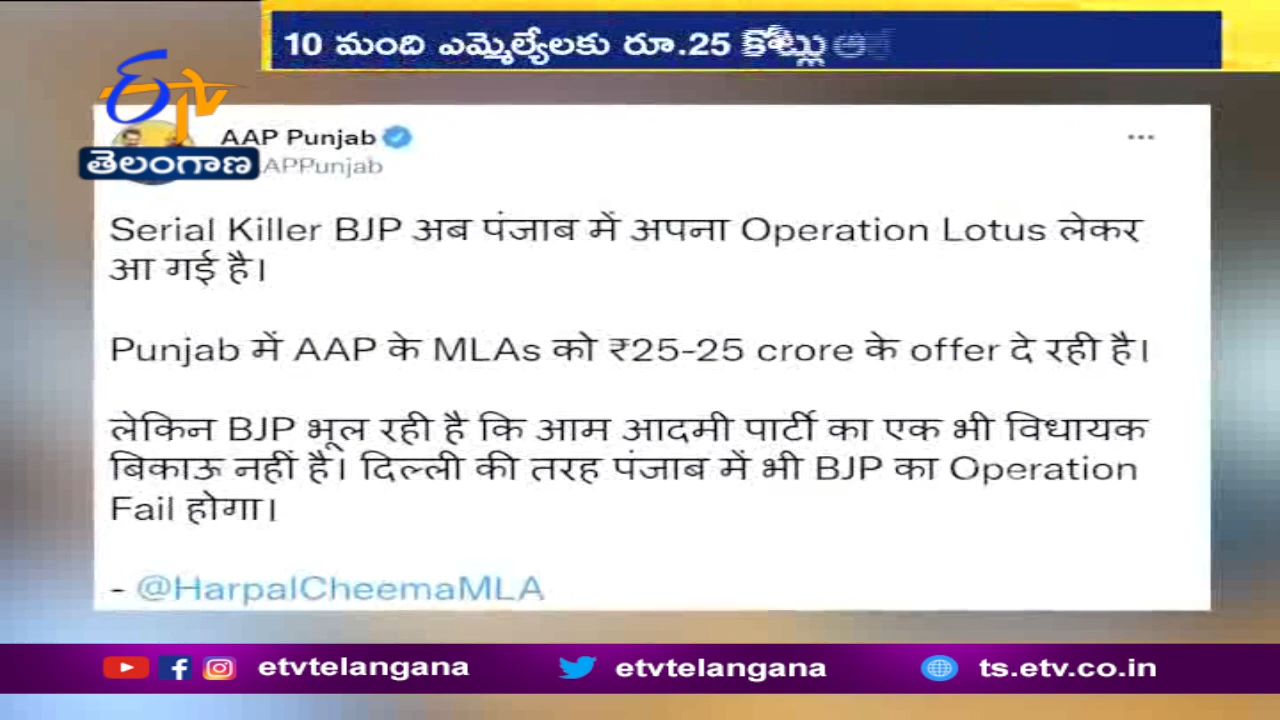 10 మంది ఎమ్మెల్యేలకు రూ.25 కోట్లు
ETV
తెలంగాణ
AAP Punjab
APPunjab
Serial Killer BJP अब पंजाब में अपना Operation Lotus लेकर
आ गई है।
Punjab में AAP के MLAs को ₹25-25 crore के offer दे रही है।
लेकिन BJP भूल रही है कि आम आदमी पार्टी का एक भी विधायक
बिकाऊ नहीं है। दिल्ली की तरह पंजाब में भी BJP का Operation
Fail होगा।
- @HarpalCheemaMLA
etvtelangana etvtelangana ts.etv.co.in